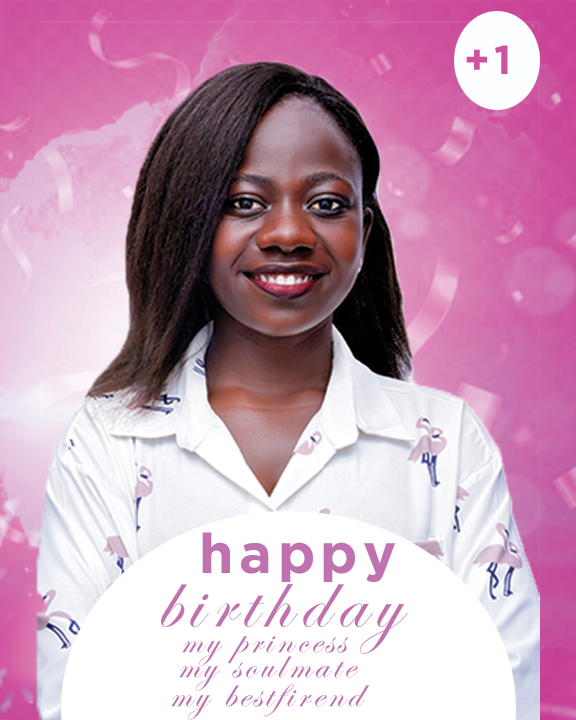 +1
happy
birthday
my princess
my soulmate
my bestfirend